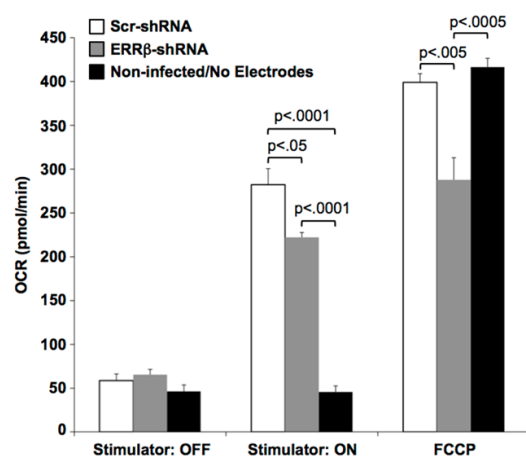 Scr-shRNA
ERRβ-shRNA
Non-infected/No Electrodes
p<.0005
p<.005
p<.0001
p<.05
p<.0001
OCR (pmol/min)
450
400
350
300
250
200
150
100
50
0
Stimulator: OFF
Stimulator: ON
FCCP